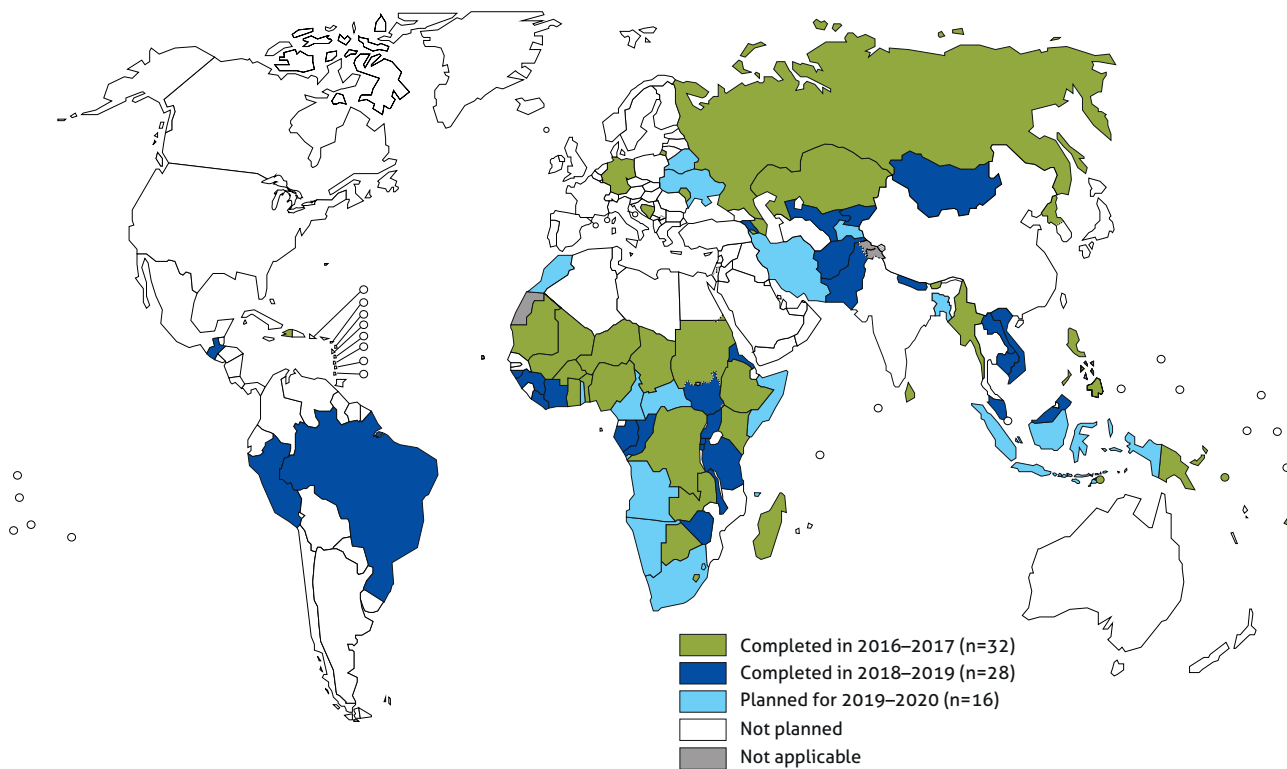 Completed in 2016–2017 (n=32)
Completed in 2018–2019 (n=28)
Planned for 2019–2020 (n=16)
Not planned
Not applicable